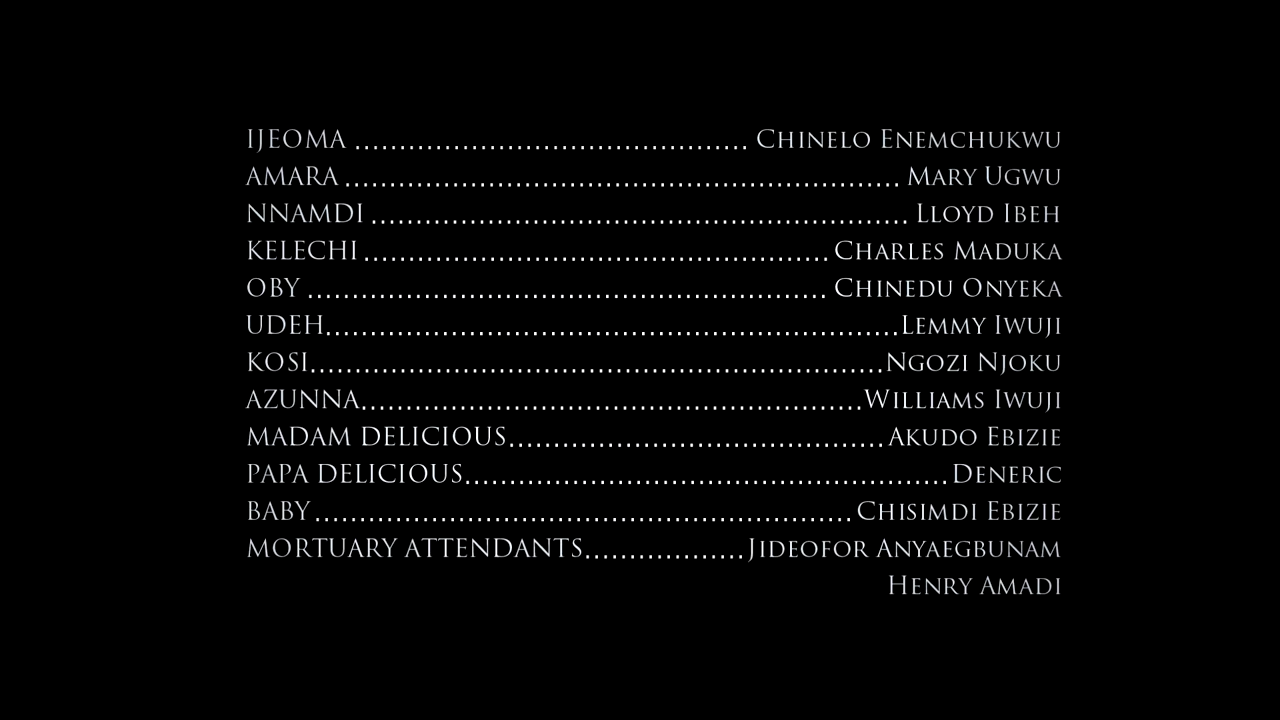 IJEOMA ............................................ Chinelo Enemchukwu
AMARA .............................................................. Mary Ugwu
NNAMDI ............................................................ Lloyd Ibeh
KELECHI .................................................... Charles Maduka
OBY .......................................................... Chinedu Onyeka
UDEH................................................................Lemmy Iwuji
KOSI................................................................Ngozi Njoku
AZUNNA........................................................Williams Iwuji
MADAM DELICIOUS..........................................Akudo Ebizie
PAPA DELICIOUS......................................................Deneric
BABY ............................................................Chisimdi Ebizie
MORTUARY ATTENDANTS..................Jideofor Anyaegbunam
Henry Amadi